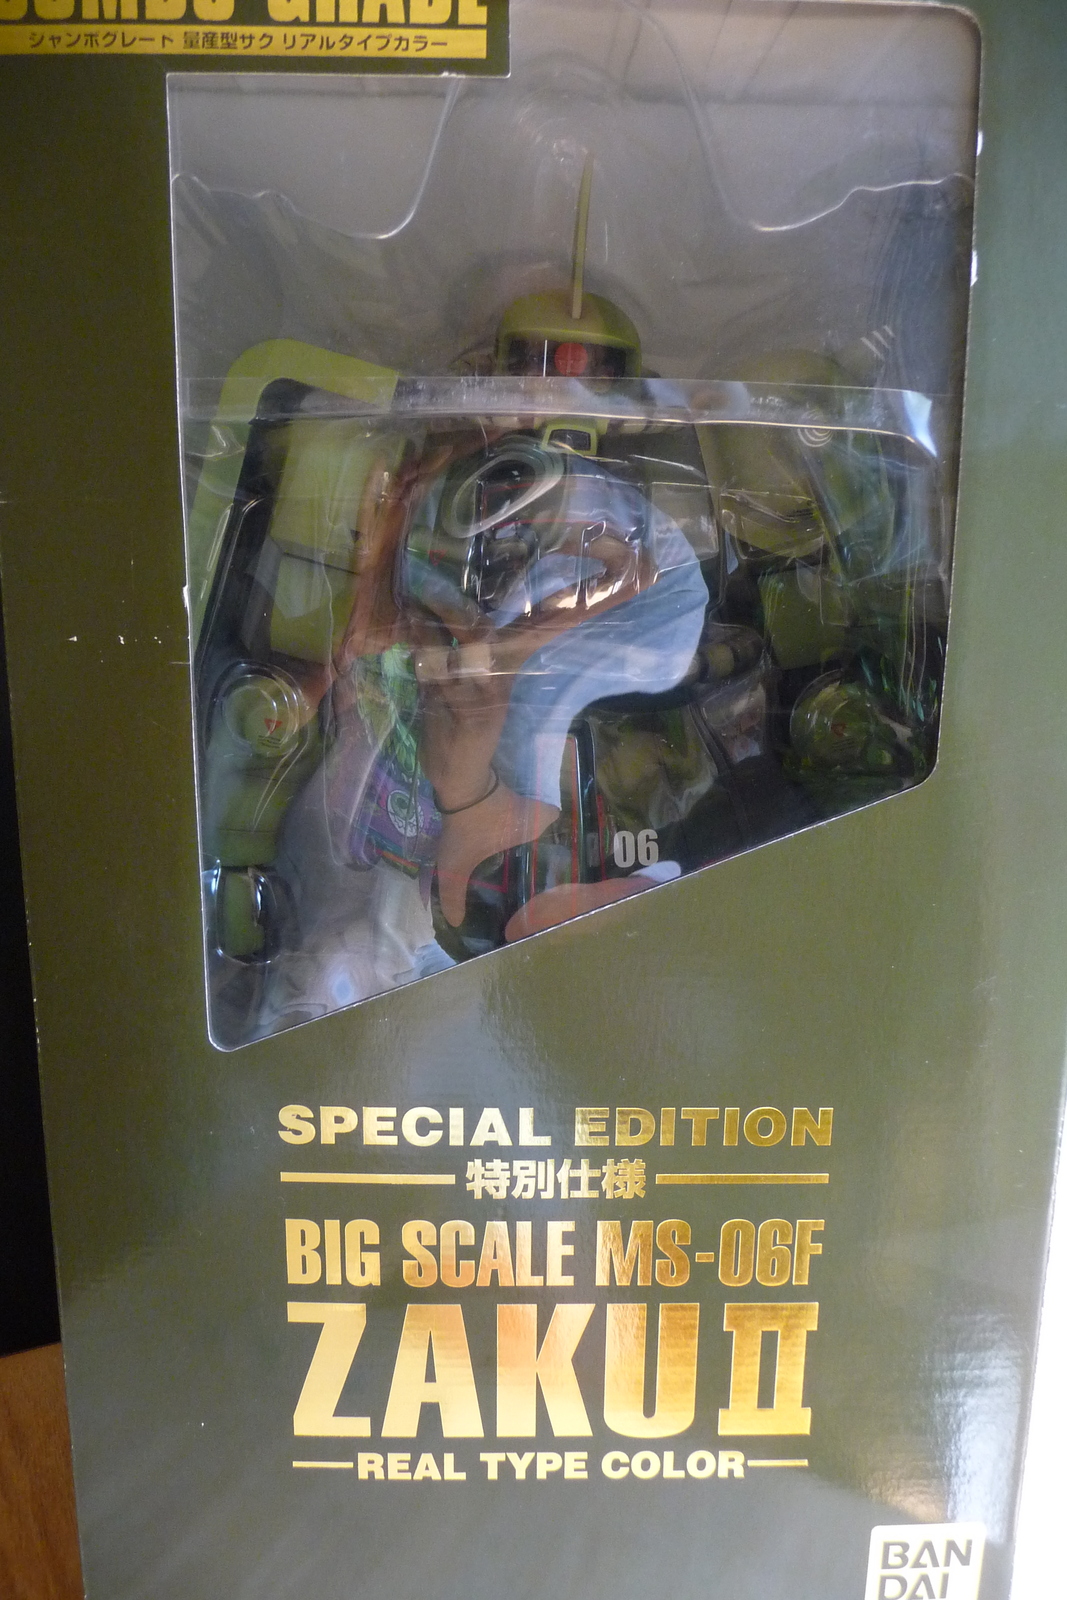 JUMBO GRADE
ジャンボグレード 量産型ザク リアルタイプカラー
06
SPECIAL EDITION
特別仕様
BIG SCALE MS-06F
ZAKU II
REAL TYPE COLOR
BAN
DAI